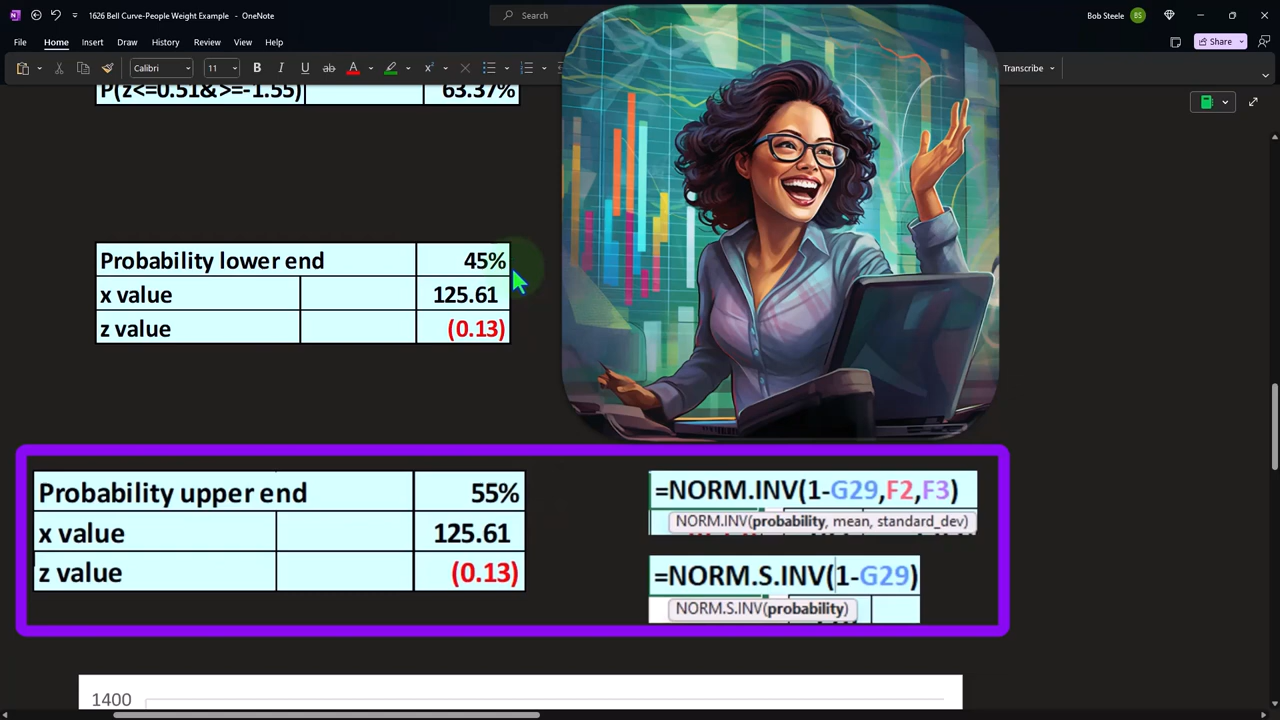 1626 Bell Curve-People Weight Example - OneNote
Search
Bob Steele
BS
File Home Insert Draw History Review View Help
Share
Calibri 11 B I U ab A x²
Transcribe
P(z<=0.51&>=-1.55) 63.37%
Probability lower end 45%
x value 125.61
z value (0.13)
Probability upper end 55%
x value 125.61
z value (0.13)
=NORM.INV(1-G29,F2,F3)
NORM.INV(probability, mean, standard_dev)
=NORM.S.INV(1-G29)
NORM.S.INV(probability)
1400